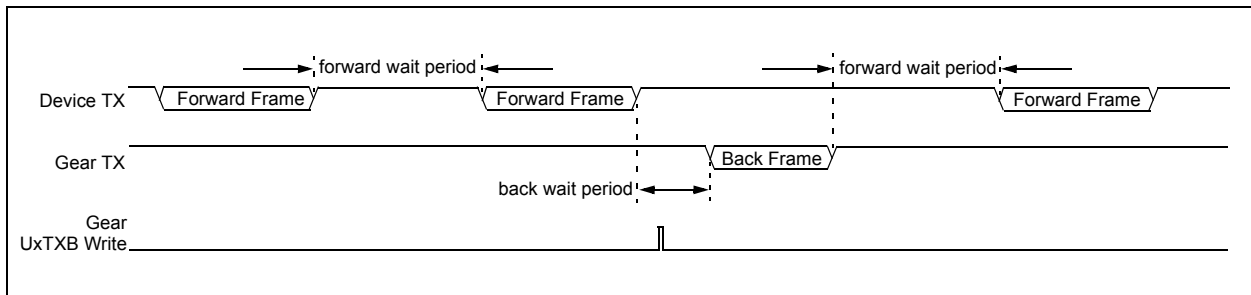 forward wait period
forward wait period
Device TX
Forward Frame
Forward Frame
Forward Frame
Gear TX
Back Frame
back wait period
Gear
UxTXB Write